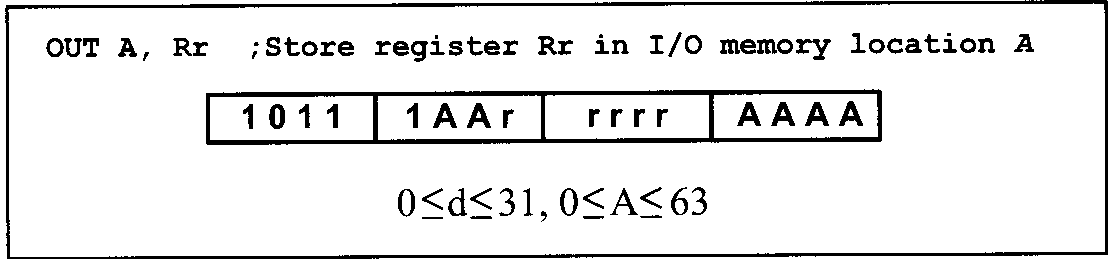 OUT A, Rr ;Store register Rr in I/O memory location A
1011 1AAr rrrr AAAA
0≤d≤31, 0≤A≤63